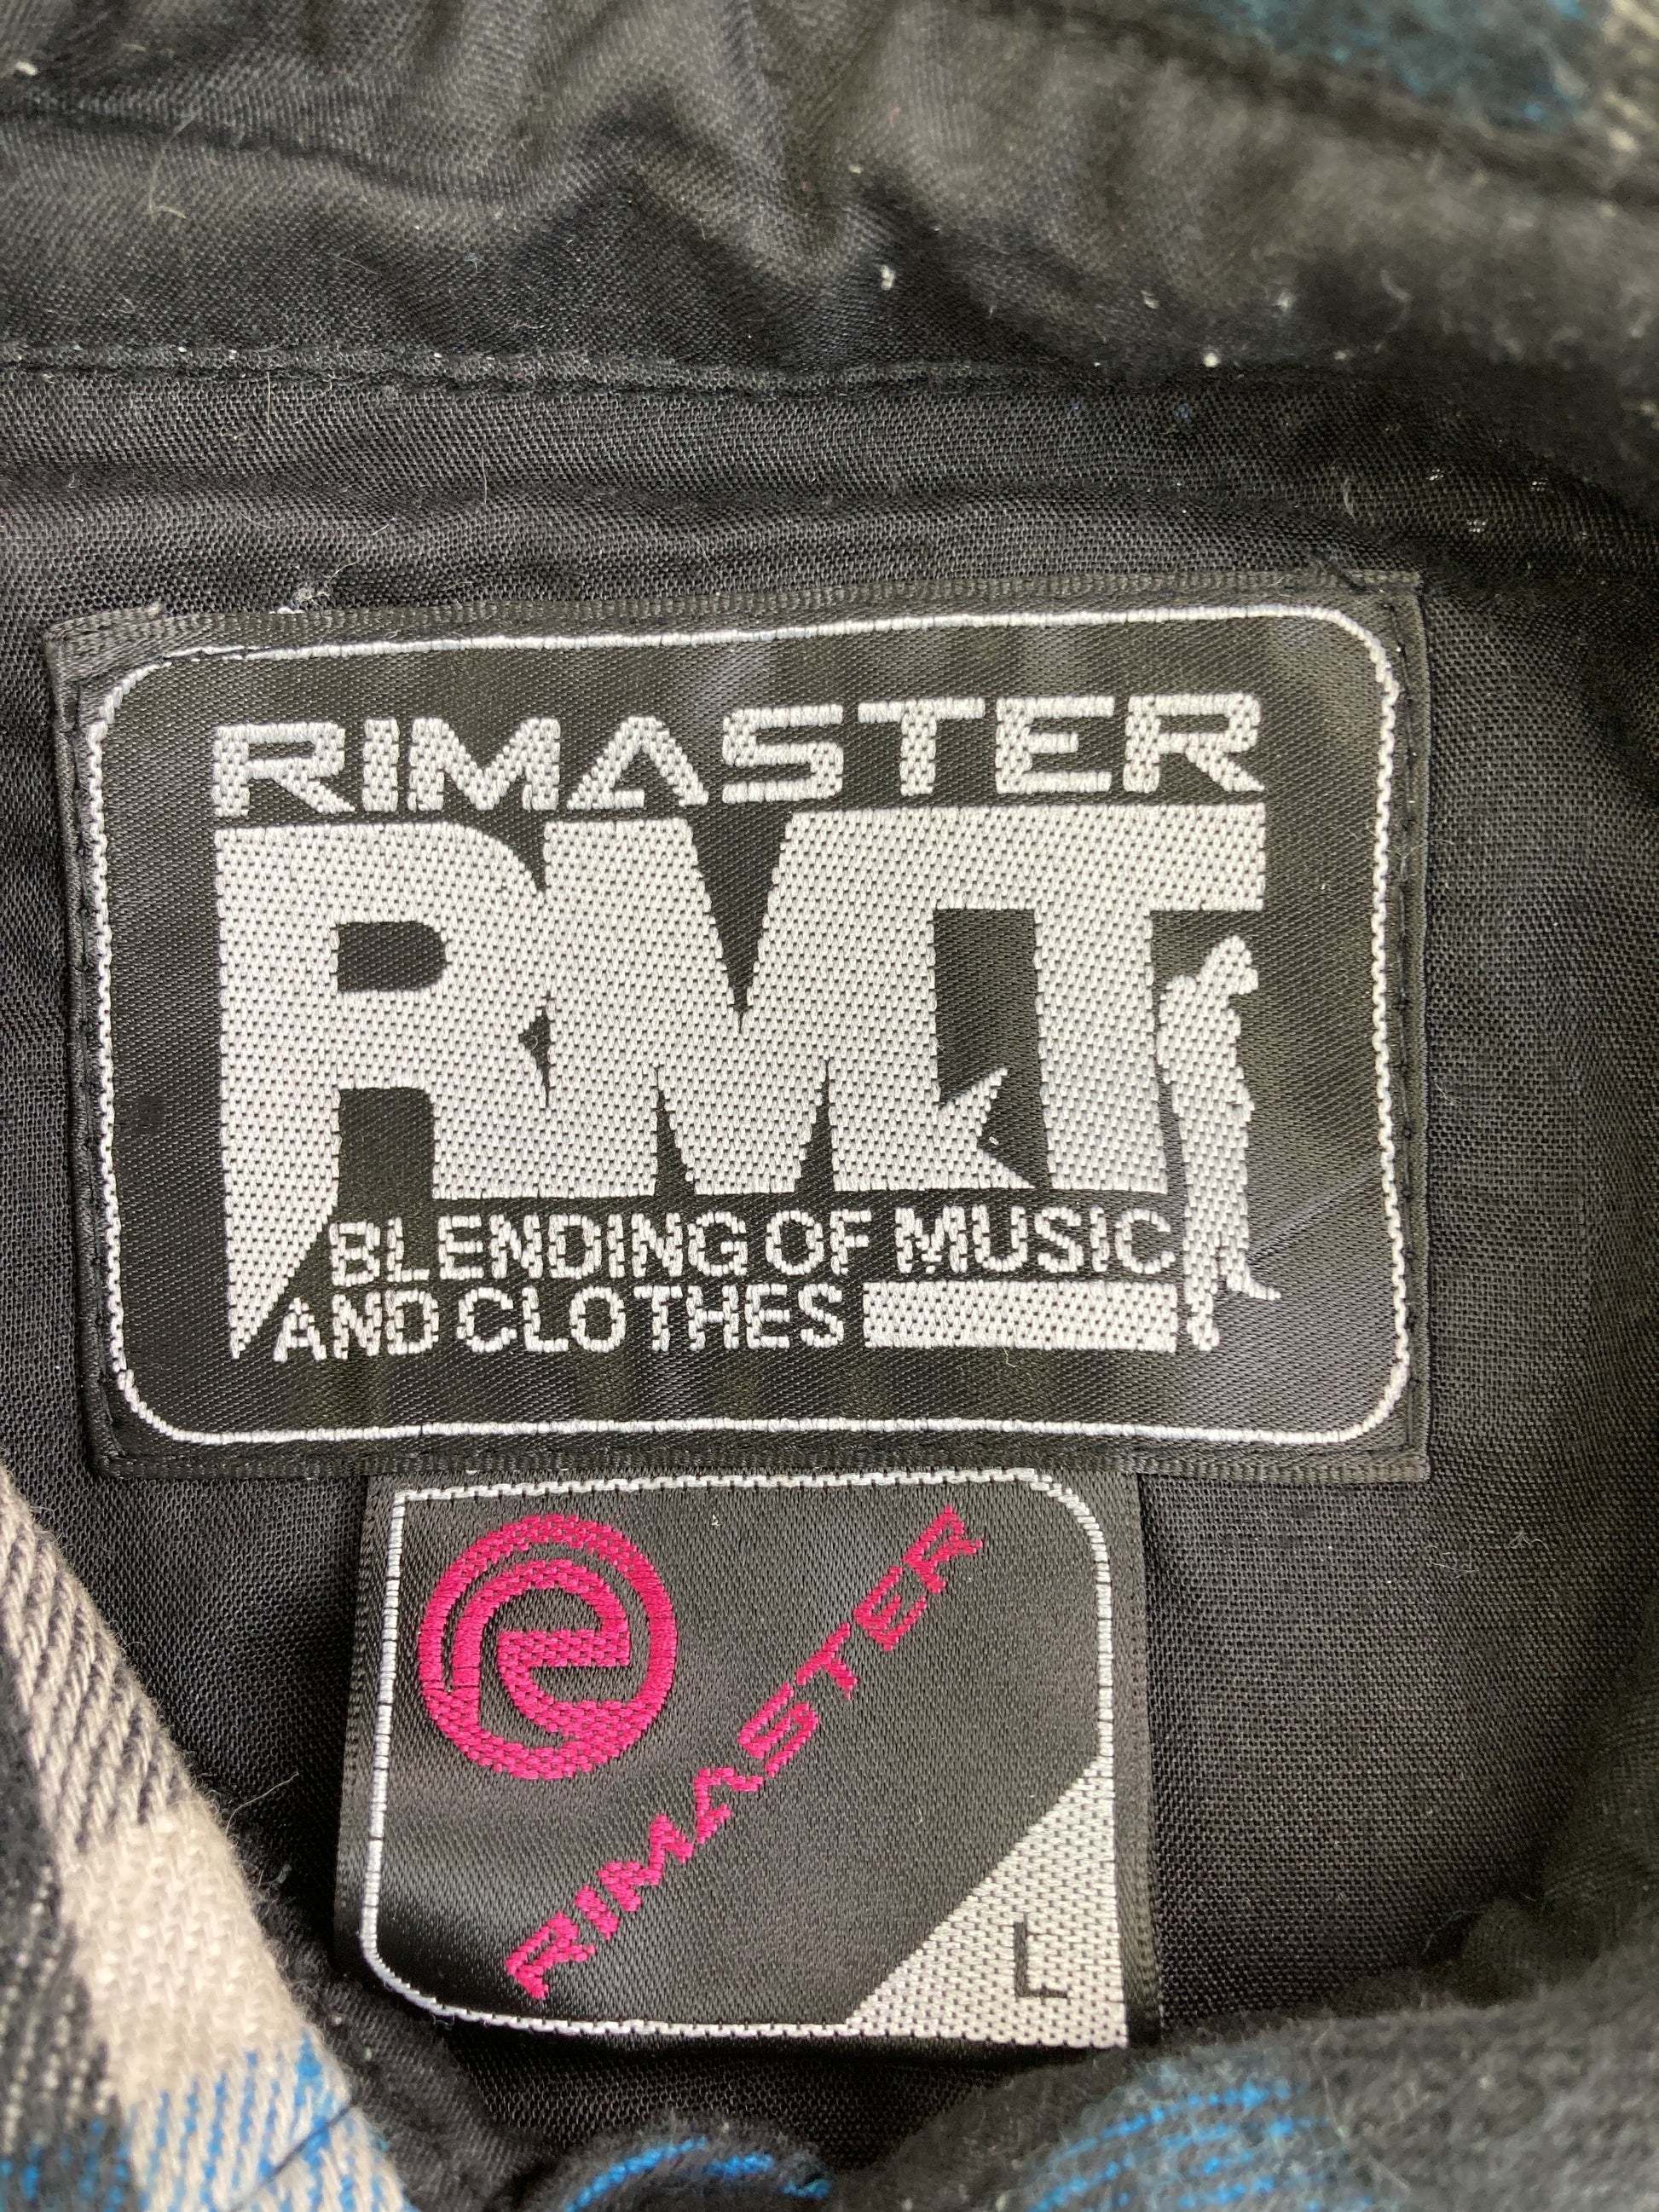 RIMASTER
RMT
BLENDING OF MUSIC
AND CLOTHES
e
RIMASTER
L